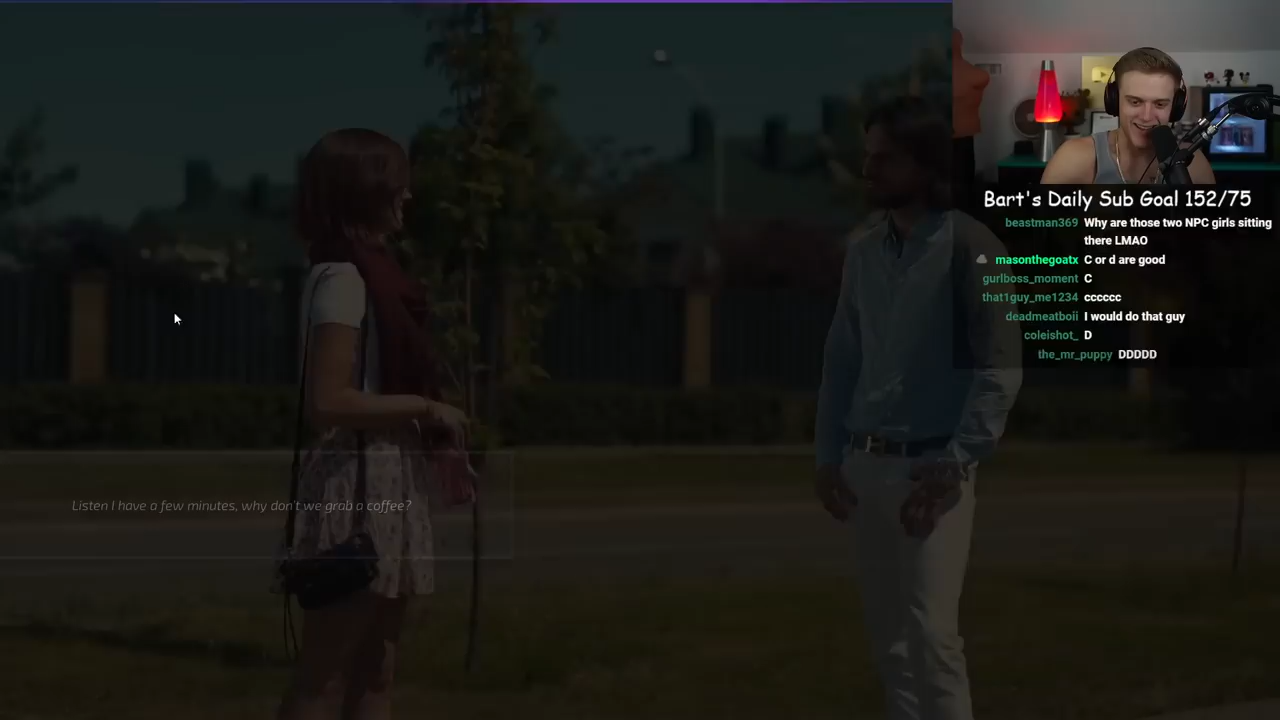 Bart's Daily Sub Goal 152/75
beastman369 Why are those two NPC girls sitting
there LMAO
masonthegoatx C or d are good
gurlboss_moment C
that1guy_me1234 cccccc
deadmeatboii I would do that guy
coleishot_ D
the_mr_puppy DDDDD
Listen I have a few minutes, why don't we grab a coffee?